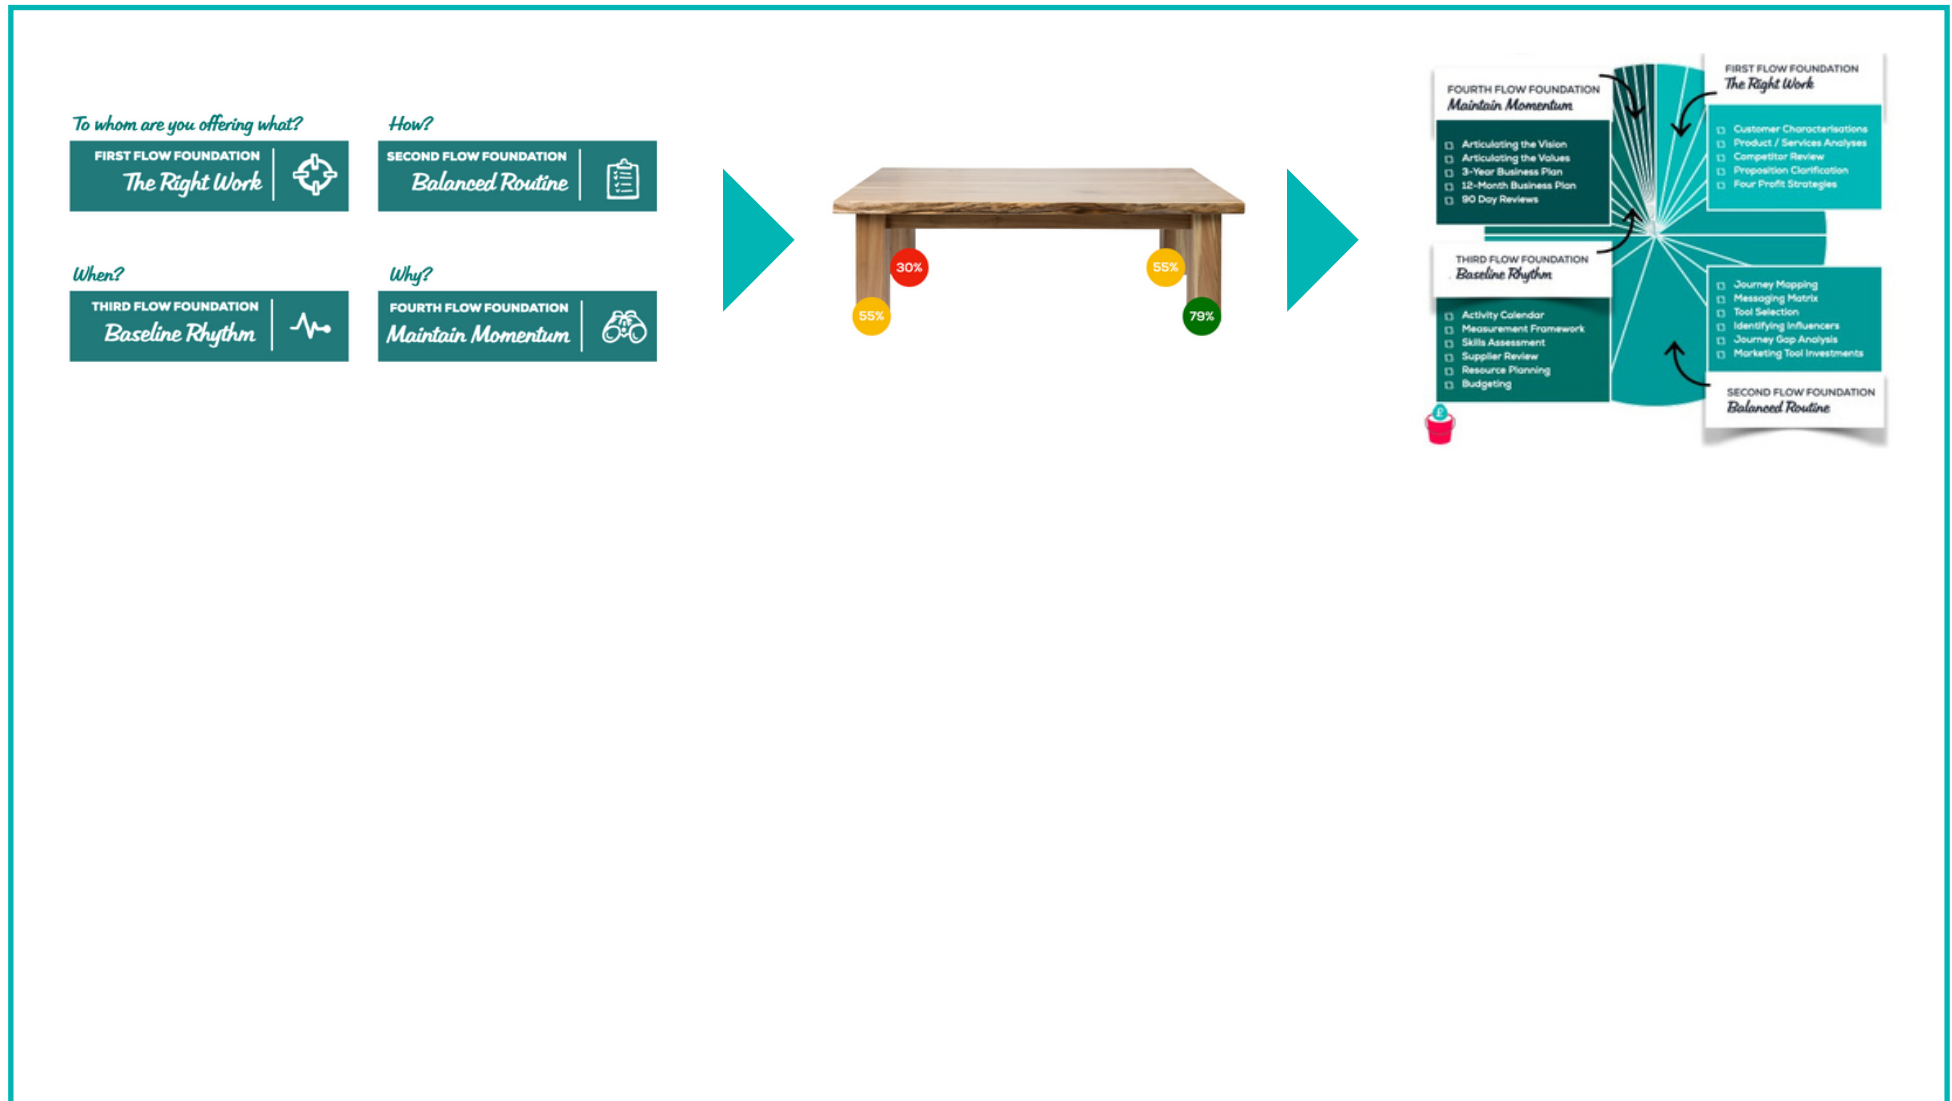 To whom are you offering what?
FIRST FLOW FOUNDATION
The Right Work
How?
SECOND FLOW FOUNDATION
Balanced Routine
When?
THIRD FLOW FOUNDATION
Baseline Rhythm
Why?
FOURTH FLOW FOUNDATION
Maintain Momentum
30%
55%
55%
79%
FOURTH FLOW FOUNDATION
Maintain Momentum
Articulating the Vision
Articulating the Values
3-Year Business Plan
12-Month Business Plan
90 Day Reviews
FIRST FLOW FOUNDATION
The Right Work
Customer Characterisations
Product / Services Analyses
Competitor Review
Proposition Clarification
Four Profit Strategies
THIRD FLOW FOUNDATION
Baseline Rhythm
Activity Calendar
Measurement Framework
Skills Assessment
Supplier Review
Resource Planning
Budgeting
Journey Mapping
Messaging Matrix
Tool Selection
Identifying Influencers
Journey Gap Analysis
Marketing Tool Investments
SECOND FLOW FOUNDATION
Balanced Routine
£